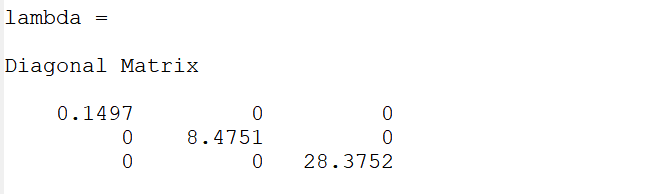 lambda =
Diagonal Matrix
0.1497 0 0
0 8.4751 0
0 0 28.3752